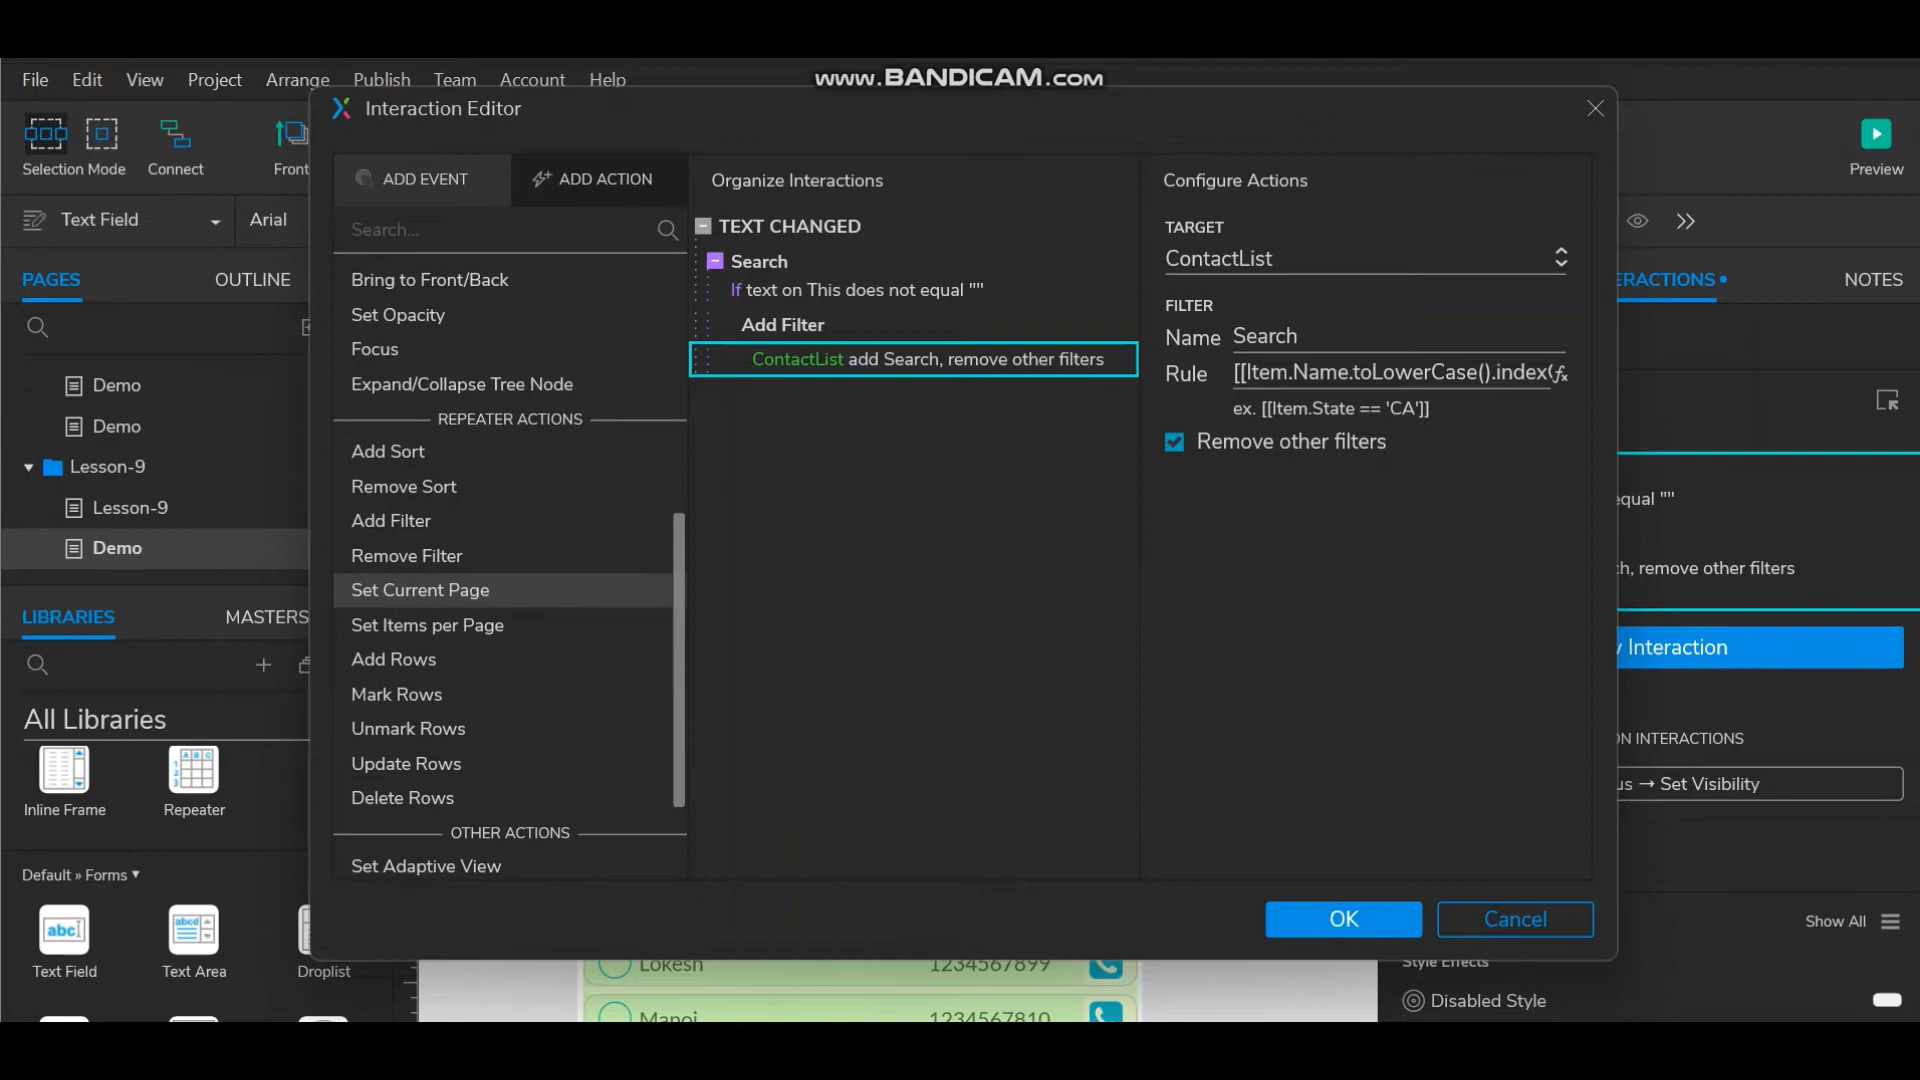 www.BANDICAM.com
File Edit View Project Arrange Publish Team Account Help
Interaction Editor
Selection Mode Connect Front Preview
Text Field Arial
ADD EVENT ADD ACTION
Search...
Bring to Front/Back
Set Opacity
Focus
Expand/Collapse Tree Node
REPEATER ACTIONS
Add Sort
Remove Sort
Add Filter
Remove Filter
Set Current Page
Set Items per Page
Add Rows
Mark Rows
Unmark Rows
Update Rows
Delete Rows
OTHER ACTIONS
Set Adaptive View
Organize Interactions
TEXT CHANGED
Search
If text on This does not equal ""
Add Filter
ContactList add Search, remove other filters
Configure Actions
TARGET
ContactList
FILTER
Name Search
Rule [[Item.Name.toLowerCase().index( fx
ex. [[Item.State == 'CA']]
Remove other filters
OK Cancel
PAGES OUTLINE
Demo
Demo
Lesson-9
Lesson-9
Demo
LIBRARIES MASTERS
All Libraries
Inline Frame Repeater
Default » Forms
abc abcd
Text Field Text Area Droplist
Lokesh 1234567899
Manoj 1234567810
ERACTIONS NOTES
equal ""
ch, remove other filters
Interaction
ON INTERACTIONS
us → Set Visibility
Show All
Style Effects
Disabled Style